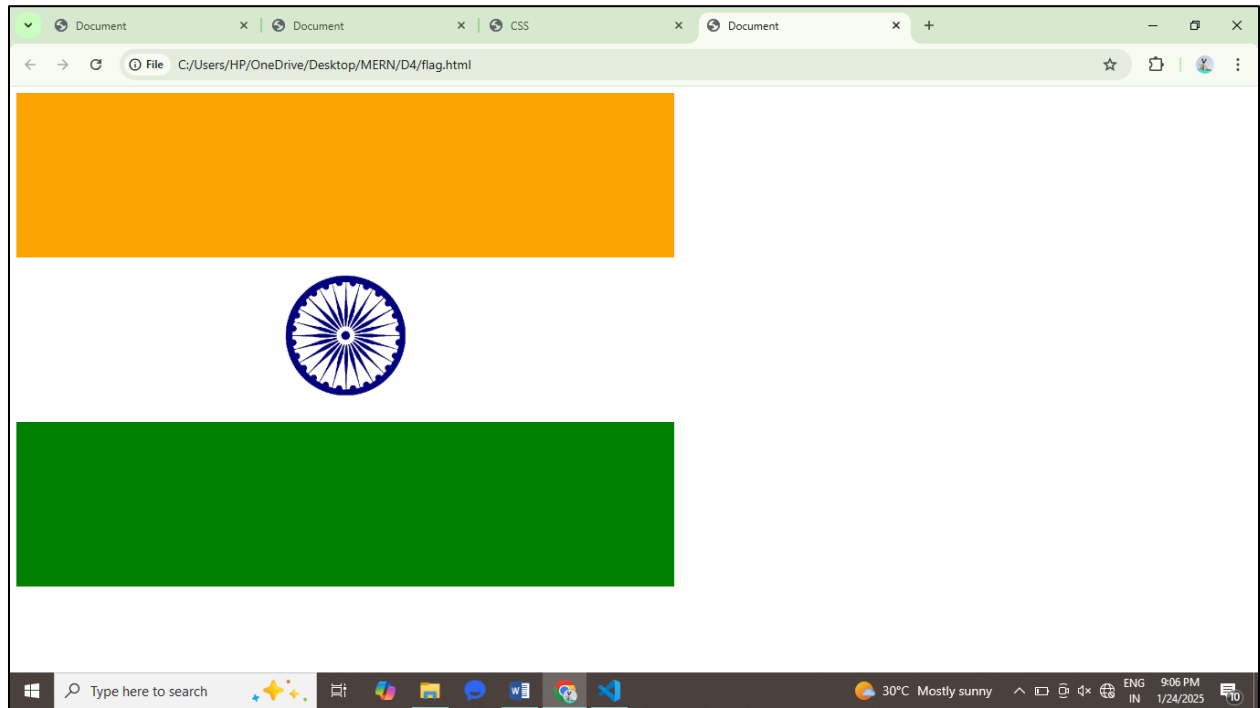 Document
Document
CSS
Document
File C:/Users/HP/OneDrive/Desktop/MERN/D4/flag.html
Type here to search
30°C Mostly sunny
ENG
IN
9:06 PM
1/24/2025
10